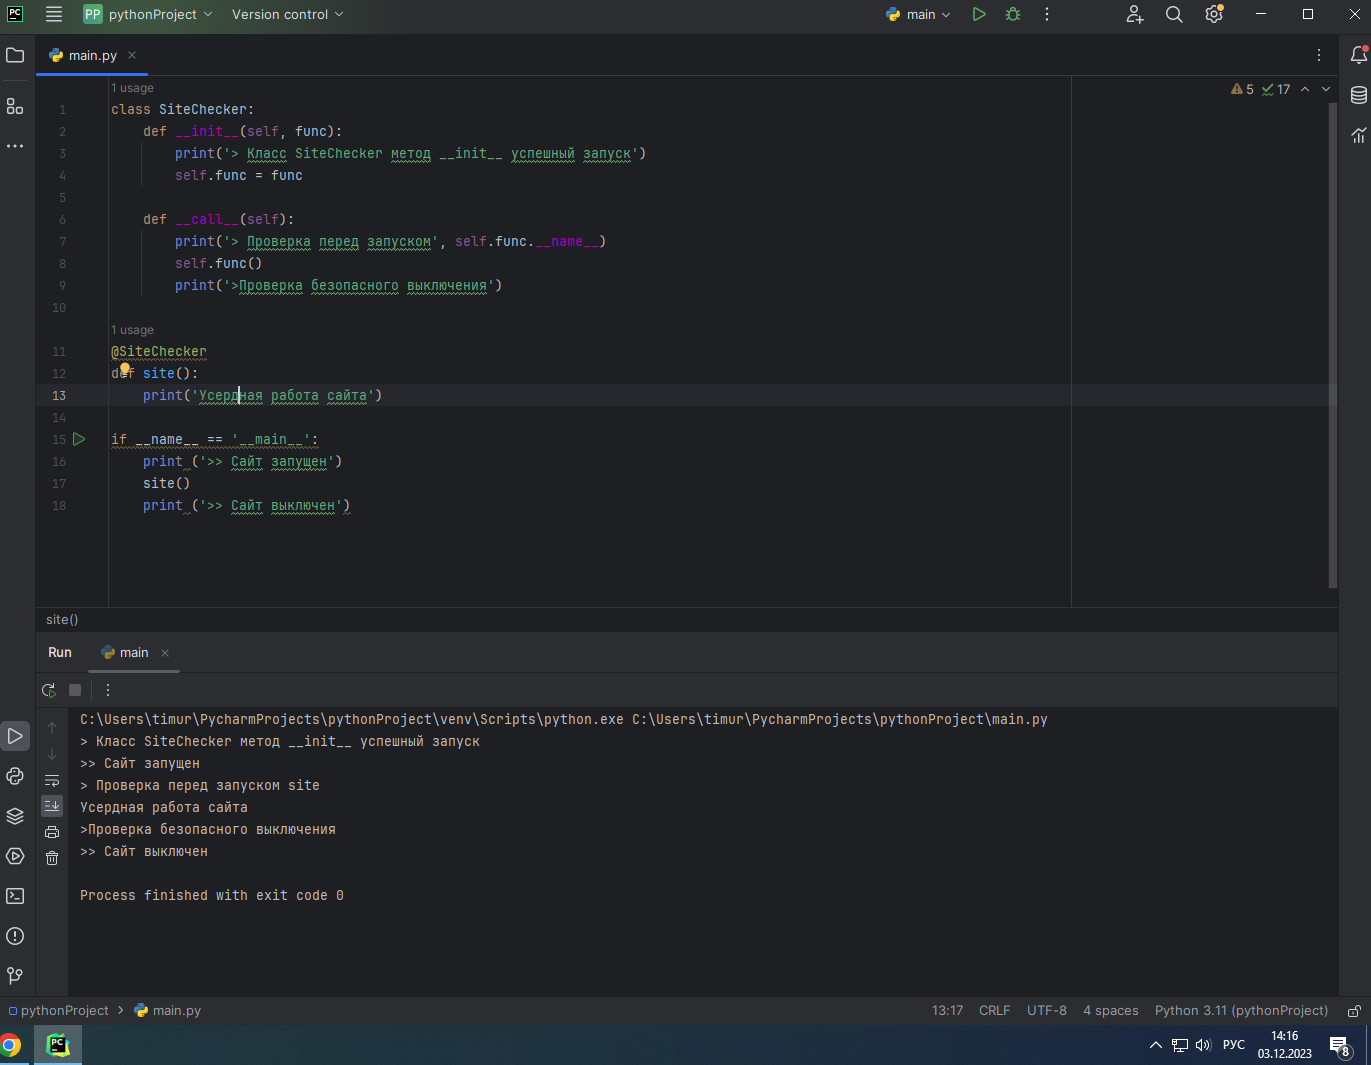 PC
PP pythonProject Version control main
main.py
5 17
1 usage
1 class SiteChecker:
2 def __init__(self, func):
3 print('> Класс SiteChecker метод __init__ успешный запуск')
4 self.func = func
5
6 def __call__(self):
7 print('> Проверка перед запуском', self.func.__name__)
8 self.func()
9 print('>Проверка безопасного выключения')
10
1 usage
11 @SiteChecker
12 def site():
13 print('Усердная работа сайта')
14
15 if __name__ == '__main__':
16 print ('>> Сайт запущен')
17 site()
18 print ('>> Сайт выключен')
site()
Run main
C:\Users\timur\PycharmProjects\pythonProject\venv\Scripts\python.exe C:\Users\timur\PycharmProjects\pythonProject\main.py
> Класс SiteChecker метод __init__ успешный запуск
>> Сайт запущен
> Проверка перед запуском site
Усердная работа сайта
>Проверка безопасного выключения
>> Сайт выключен
Process finished with exit code 0
pythonProject > main.py 13:17 CRLF UTF-8 4 spaces Python 3.11 (pythonProject)
PC
РУС
14:16
03.12.2023
8